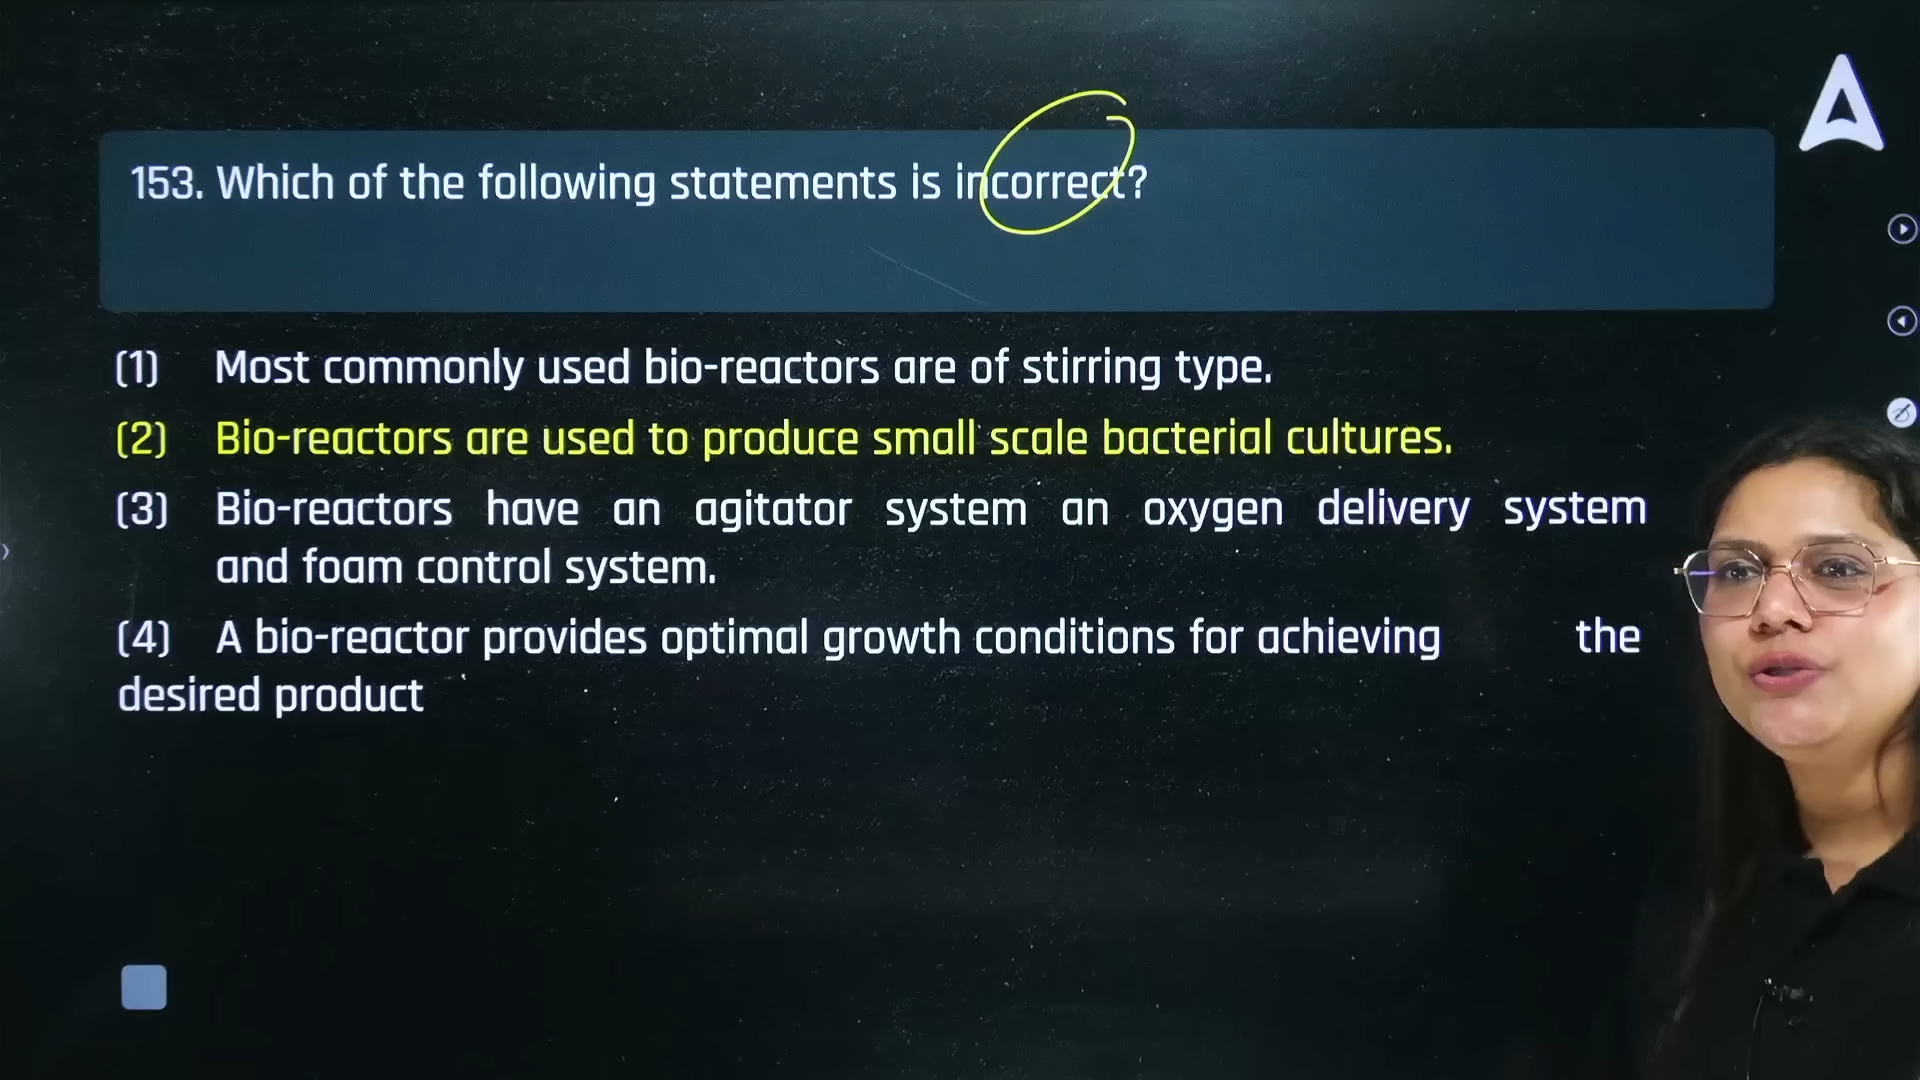 153. Which of the following statements is incorrect?
(1) Most commonly used bio-reactors are of stirring type.
(2) Bio-reactors are used to produce small scale bacterial cultures.
(3) Bio-reactors have an agitator system an oxygen delivery system
and foam control system.
(4) A bio-reactor provides optimal growth conditions for achieving the
desired product